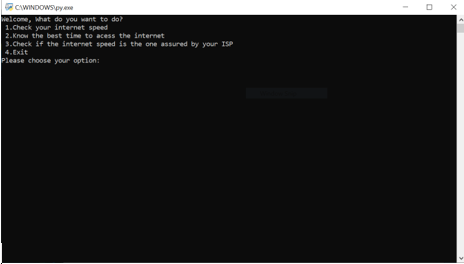 C:\WINDOWS\py.exe
Welcome, What do you want to do?
1.Check your internet speed
2.Know the best time to acess the internet
3.Check if the internet speed is the one assured by your ISP
4.Exit
Please choose your option: